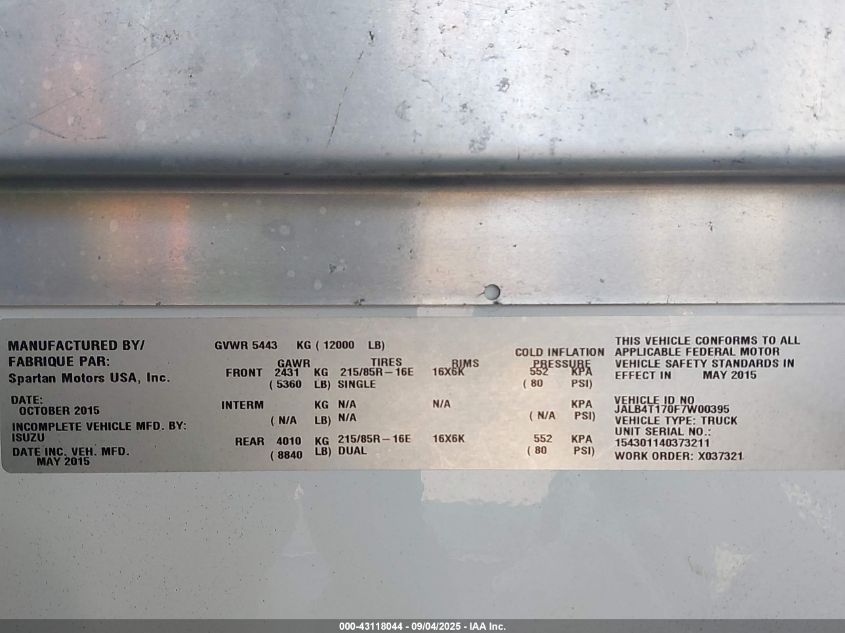 MANUFACTURED BY/
FABRIQUE PAR:
Spartan Motors USA, Inc.
DATE:
OCTOBER 2015
INCOMPLETE VEHICLE MFD. BY:
ISUZU
DATE INC. VEH. MFD.
MAY 2015
GVWR 5443 KG ( 12000 LB)
GAWR TIRES RIMS COLD INFLATION PRESSURE
FRONT 2431 KG 215/85R-16E 16X6K 552 KPA
( 5360 LB) SINGLE ( 80 PSI)
INTERM KG N/A N/A KPA
( N/A LB) N/A ( N/A PSI)
REAR 4010 KG 215/85R-16E 16X6K 552 KPA
( 8840 LB) DUAL ( 80 PSI)
THIS VEHICLE CONFORMS TO ALL
APPLICABLE FEDERAL MOTOR
VEHICLE SAFETY STANDARDS IN
EFFECT IN MAY 2015
VEHICLE ID NO
JALB4T170F7W00395
VEHICLE TYPE: TRUCK
UNIT SERIAL NO.:
154301140373211
WORK ORDER: X037321
000-43118044 - 09/04/2025 - IAA Inc.